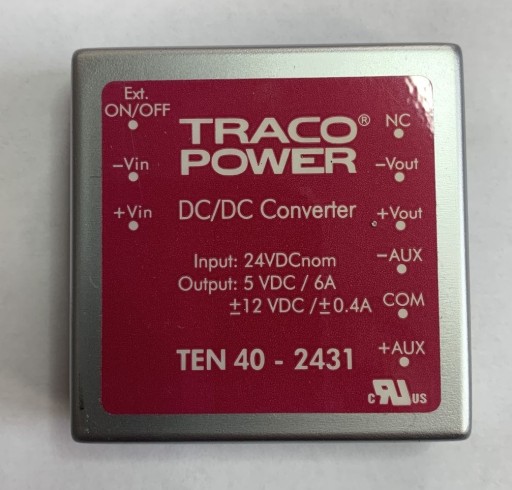 Ext.
ON/OFF
-Vin
+Vin
TRACO®
POWER
DC/DC Converter
Input: 24VDCnom
Output: 5 VDC / 6A
±12 VDC /±0.4A
TEN 40 - 2431
NC
-Vout
+Vout
-AUX
COM
+AUX
c RU US